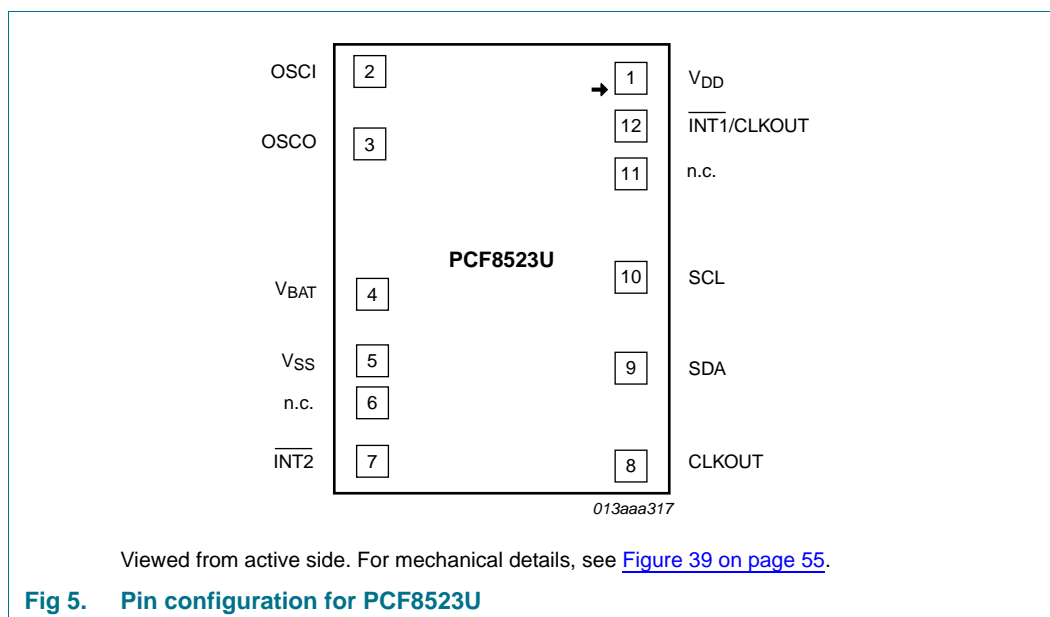 OSCI 2 1 VDD
12 INT1/CLKOUT
OSCO 3
11 n.c.
PCF8523U
10 SCL
VBAT 4
VSS 5
9 SDA
n.c. 6
INT2 7 8 CLKOUT
013aaa317
Viewed from active side. For mechanical details, see Figure 39 on page 55.
Fig 5. Pin configuration for PCF8523U